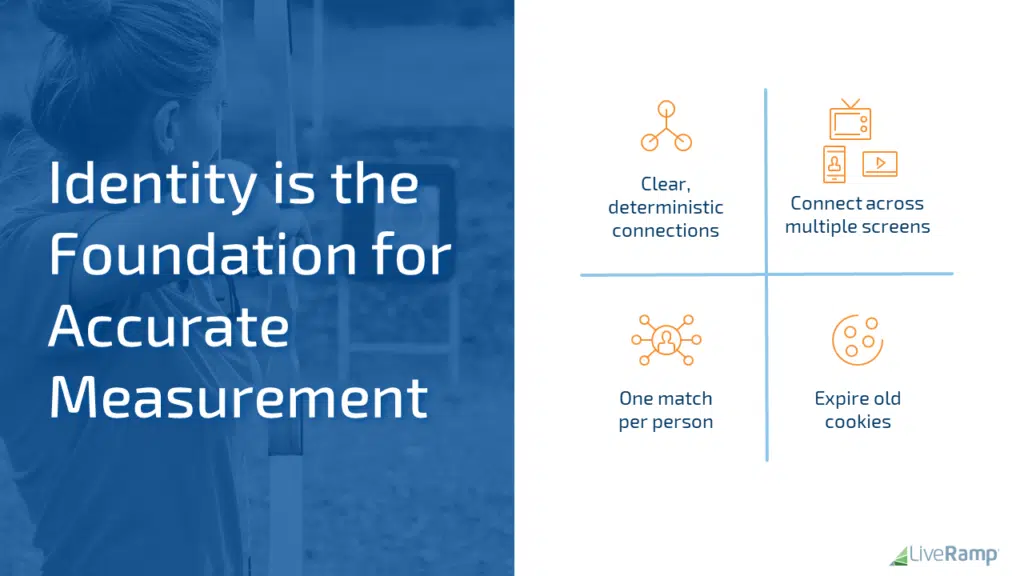 Identity is the
Foundation for
Accurate
Measurement
Clear,
deterministic
connections
Connect across
multiple screens
One match
per person
Expire old
cookies
LiveRamp